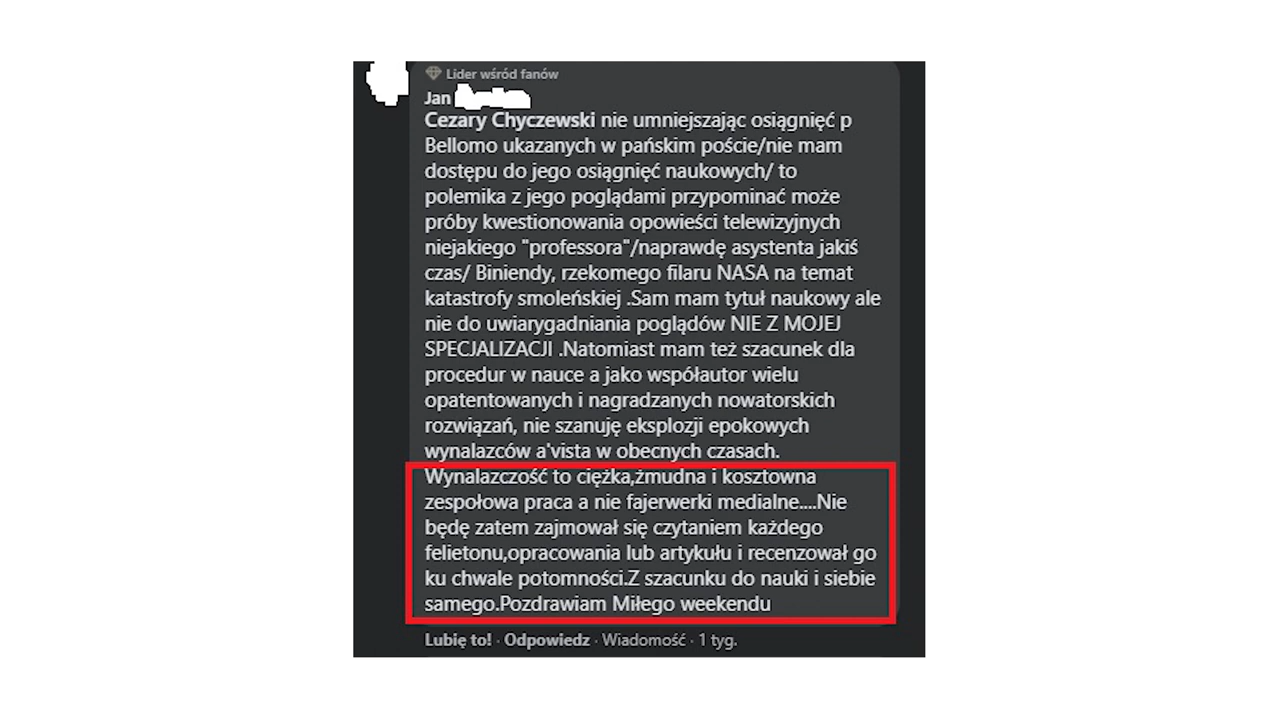 Lider wśród fanów
Jan
Cezary Chyczewski nie umniejszając osiągnięć p
Bellomo ukazanych w pańskim poście/nie mam
dostępu do jego osiągnięć naukowych/ to
polemika z jego poglądami przypominać może
próby kwestionowania opowieści telewizyjnych
niejakiego "professora"/naprawdę asystenta jakiś
czas/ Biniendy, rzekomego filaru NASA na temat
katastrofy smoleńskiej .Sam mam tytuł naukowy ale
nie do uwiarygadniania poglądów NIE Z MOJEJ
SPECJALIZACJI .Natomiast mam też szacunek dla
procedur w nauce a jako współautor wielu
opatentowanych i nagradzanych nowatorskich
rozwiązań, nie szanuję eksplozji epokowych
wynalazców a'vista w obecnych czasach.
Wynalazczość to ciężka,żmudna i kosztowna
zespołowa praca a nie fajerwerki medialne....Nie
będę zatem zajmował się czytaniem każdego
felietonu,opracowania lub artykułu i recenzował go
ku chwale potomności.Z szacunku do nauki i siebie
samego.Pozdrawiam Miłego weekendu
Lubię to! · Odpowiedz · Wiadomość · 1 tyg.